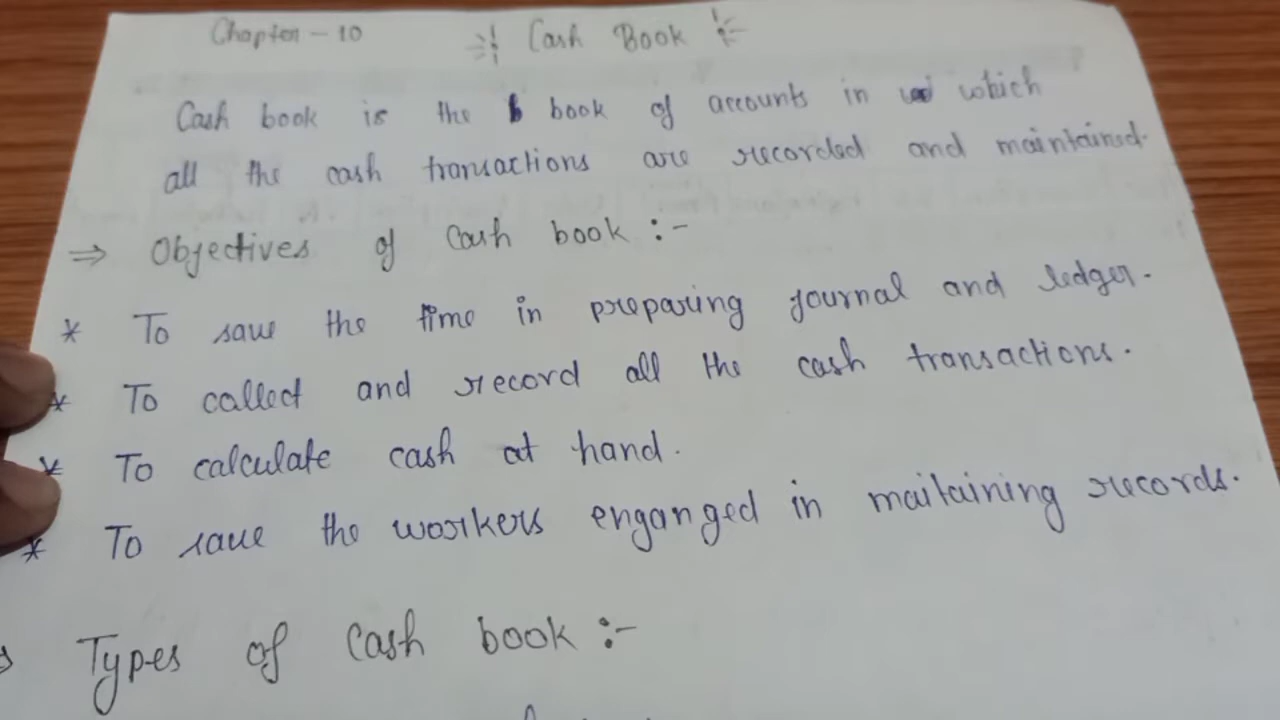 Chapter - 10 Cash Book :-
Cash book is the book of accounts in which
all the cash transactions are recorded and maintained.
⇒ Objectives of Cash book :-
* To save the time in preparing journal and ledger.
* To collect and record all the cash transactions.
* To calculate cash at hand.
* To save the workers enganged in maitaining records.
Types of Cash book :-